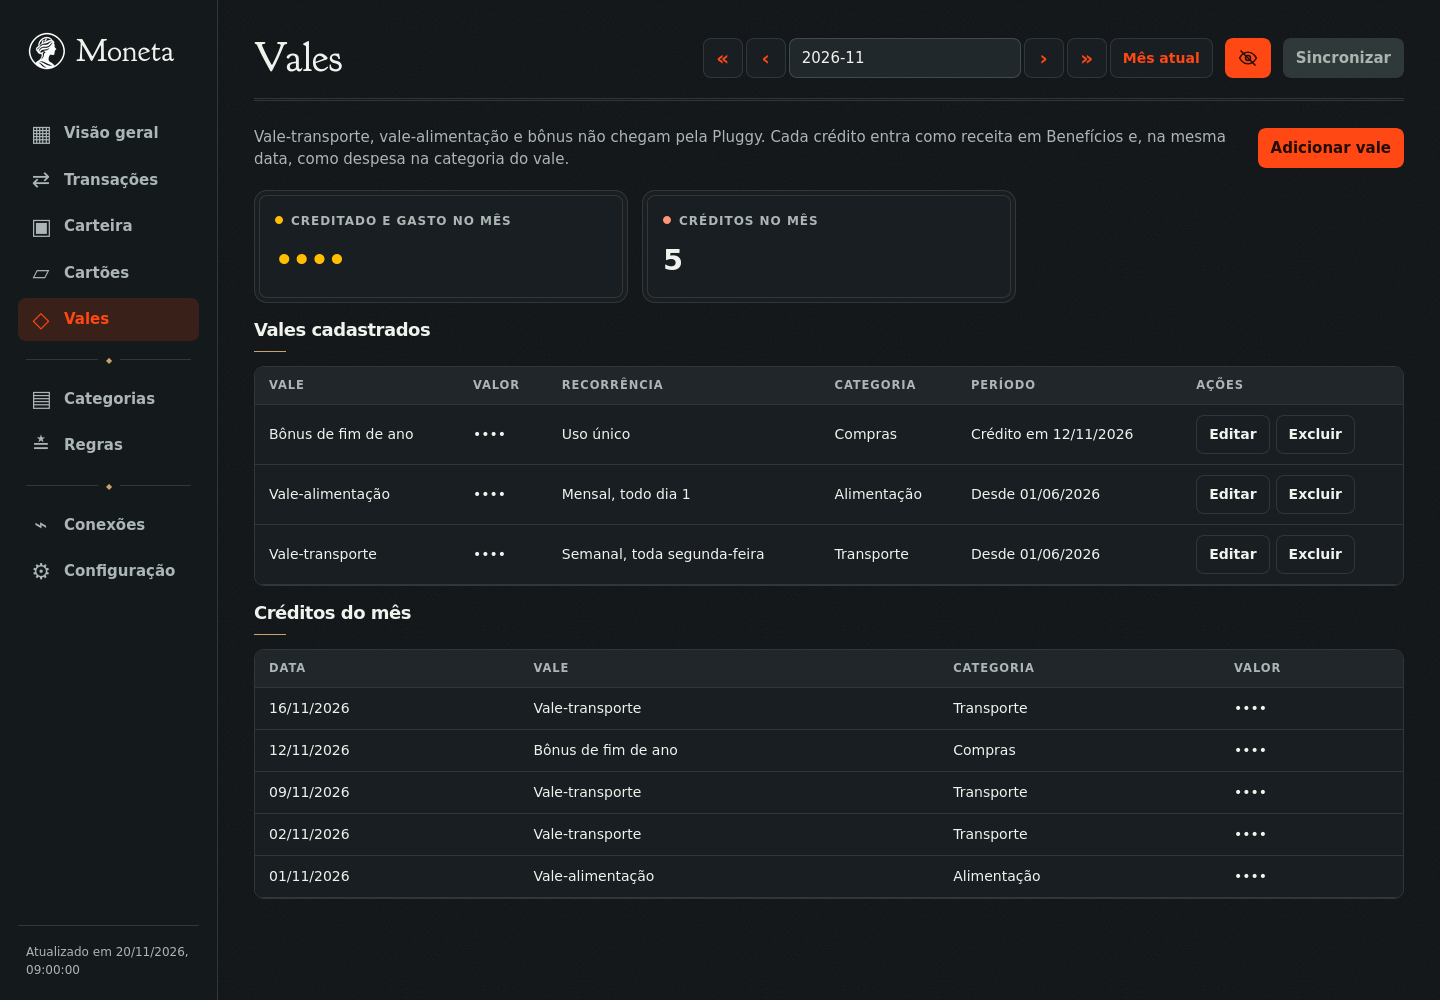 Moneta
Visão geral
Transações
Carteira
Cartões
Vales
Categorias
Regras
Conexões
Configuração
Atualizado em 20/11/2026,
09:00:00
Vales
« ‹ 2026-11 › » Mês atual Sincronizar
Vale-transporte, vale-alimentação e bônus não chegam pela Pluggy. Cada crédito entra como receita em Benefícios e, na mesma
data, como despesa na categoria do vale.
Adicionar vale
CREDITADO E GASTO NO MÊS
••••
CRÉDITOS NO MÊS
5
Vales cadastrados
VALE VALOR RECORRÊNCIA CATEGORIA PERÍODO AÇÕES
Bônus de fim de ano •••• Uso único Compras Crédito em 12/11/2026 Editar Excluir
Vale-alimentação •••• Mensal, todo dia 1 Alimentação Desde 01/06/2026 Editar Excluir
Vale-transporte •••• Semanal, toda segunda-feira Transporte Desde 01/06/2026 Editar Excluir
Créditos do mês
DATA VALE CATEGORIA VALOR
16/11/2026 Vale-transporte Transporte ••••
12/11/2026 Bônus de fim de ano Compras ••••
09/11/2026 Vale-transporte Transporte ••••
02/11/2026 Vale-transporte Transporte ••••
01/11/2026 Vale-alimentação Alimentação ••••